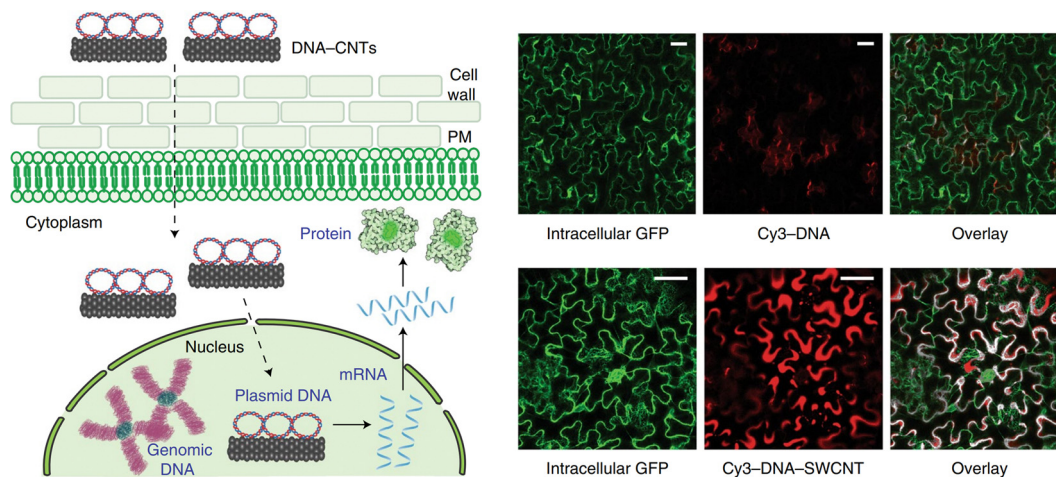 DNA–CNTs
Cell
wall
PM
Cytoplasm
Protein
Nucleus
mRNA
Plasmid DNA
Genomic
DNA
Intracellular GFP
Cy3–DNA
Overlay
Intracellular GFP
Cy3–DNA–SWCNT
Overlay